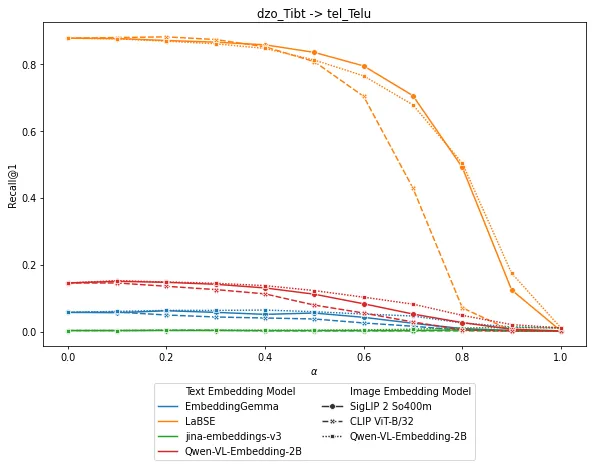 dzo_Tibt -> tel_Telu
Recall@1
0.8
0.6
0.4
0.2
0.0
0.0 0.2 0.4 0.6 0.8 1.0
α
Text Embedding Model
EmbeddingGemma
LaBSE
jina-embeddings-v3
Qwen-VL-Embedding-2B
Image Embedding Model
SigLIP 2 So400m
CLIP ViT-B/32
Qwen-VL-Embedding-2B